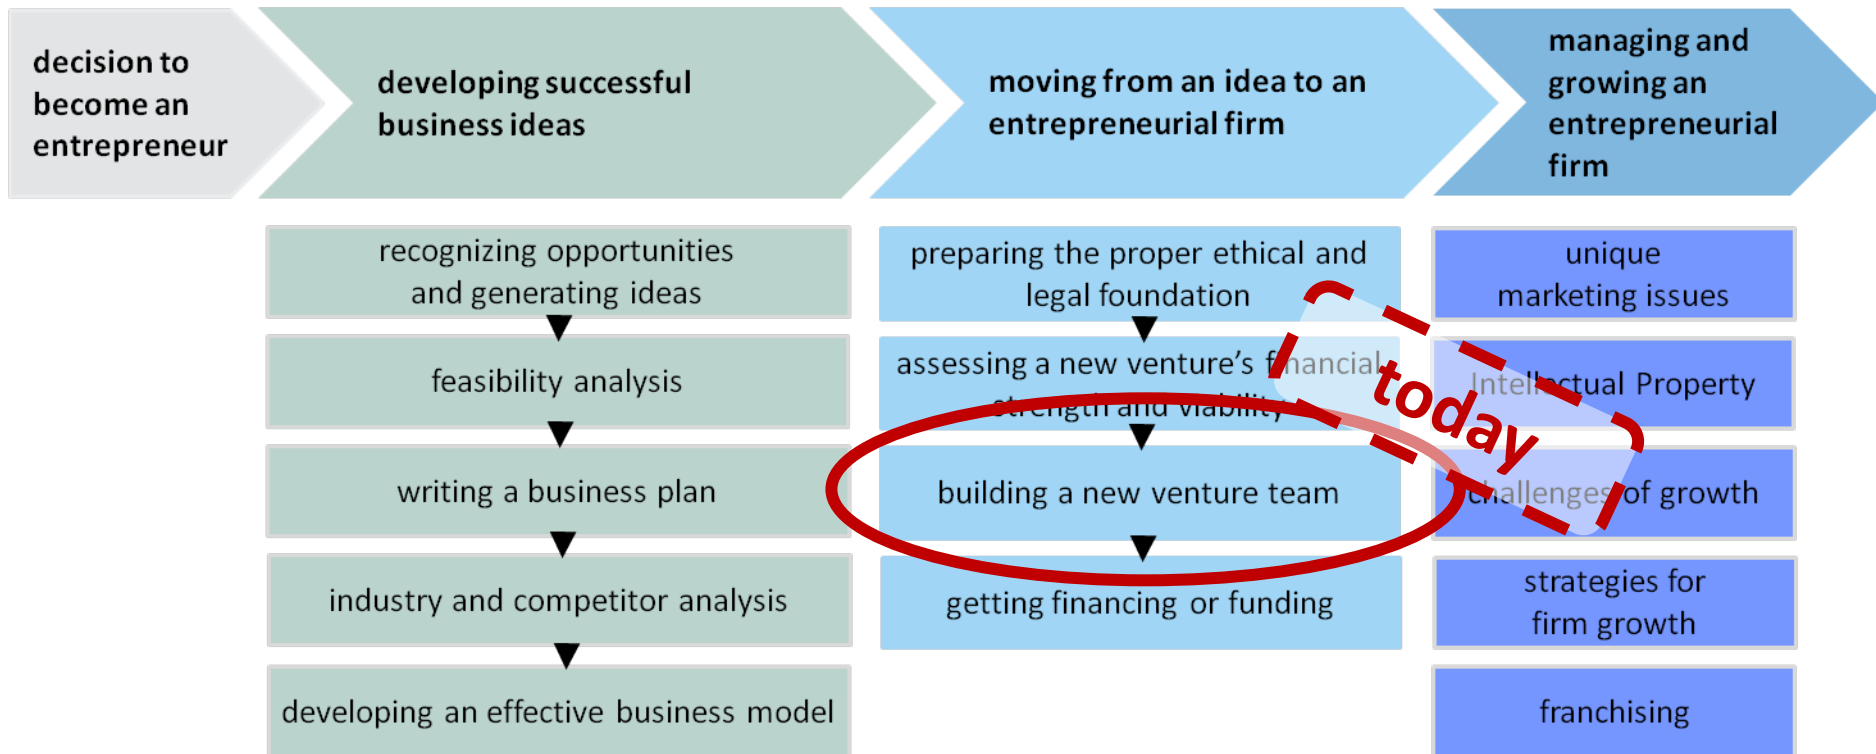 decision to
become an
entrepreneur
developing successful
business ideas
moving from an idea to an
entrepreneurial firm
managing and
growing an
entrepreneurial
firm
recognizing opportunities
and generating ideas
feasibility analysis
writing a business plan
industry and competitor analysis
developing an effective business model
preparing the proper ethical and
legal foundation
assessing a new venture's financial
strength and viability
building a new venture team
getting financing or funding
unique
marketing issues
Intellectual Property
challenges of growth
strategies for
firm growth
franchising
today